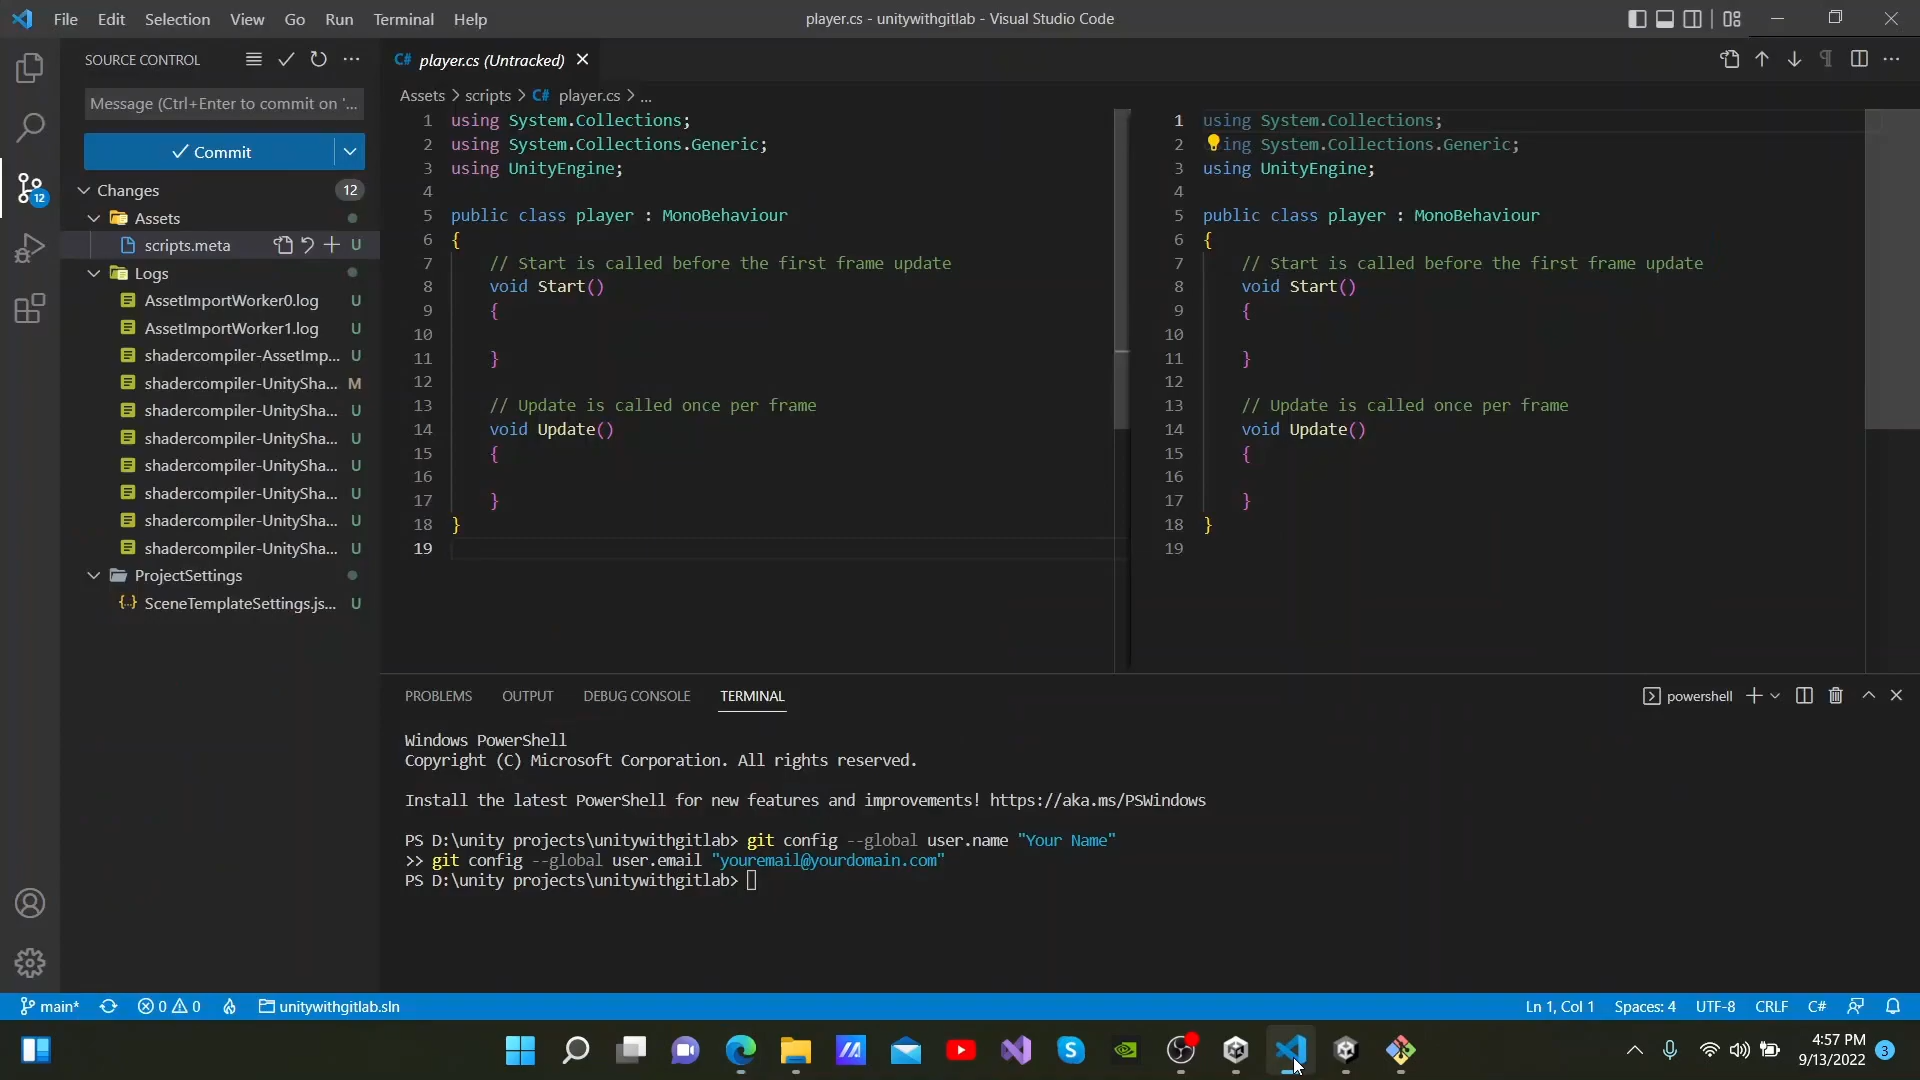 File Edit Selection View Go Run Terminal Help
player.cs - unitywithgitlab - Visual Studio Code
SOURCE CONTROL
Message (Ctrl+Enter to commit on '...
Commit
Changes 12
Assets
scripts.meta U
Logs
AssetImportWorker0.log U
AssetImportWorker1.log U
shadercompiler-AssetImp... U
shadercompiler-UnitySha... M
shadercompiler-UnitySha... U
shadercompiler-UnitySha... U
shadercompiler-UnitySha... U
shadercompiler-UnitySha... U
shadercompiler-UnitySha... U
shadercompiler-UnitySha... U
ProjectSettings
{..} SceneTemplateSettings.js... U
12
C# player.cs (Untracked)
Assets > scripts > C# player.cs > ...
1 using System.Collections;
2 using System.Collections.Generic;
3 using UnityEngine;
4
5 public class player : MonoBehaviour
6 {
7 // Start is called before the first frame update
8 void Start()
9 {
10
11 }
12
13 // Update is called once per frame
14 void Update()
15 {
16
17 }
18 }
19
1 using System.Collections;
2 ing System.Collections.Generic;
3 using UnityEngine;
4
5 public class player : MonoBehaviour
6 {
7 // Start is called before the first frame update
8 void Start()
9 {
10
11 }
12
13 // Update is called once per frame
14 void Update()
15 {
16
17 }
18 }
19
PROBLEMS OUTPUT DEBUG CONSOLE TERMINAL
powershell
Windows PowerShell
Copyright (C) Microsoft Corporation. All rights reserved.
Install the latest PowerShell for new features and improvements! https://aka.ms/PSWindows
PS D:\unity projects\unitywithgitlab> git config --global user.name "Your Name"
>> git config --global user.email "youremail@yourdomain.com"
PS D:\unity projects\unitywithgitlab>
main* 0 0 unitywithgitlab.sln
Ln 1, Col 1 Spaces: 4 UTF-8 CRLF C#
4:57 PM
9/13/2022
3